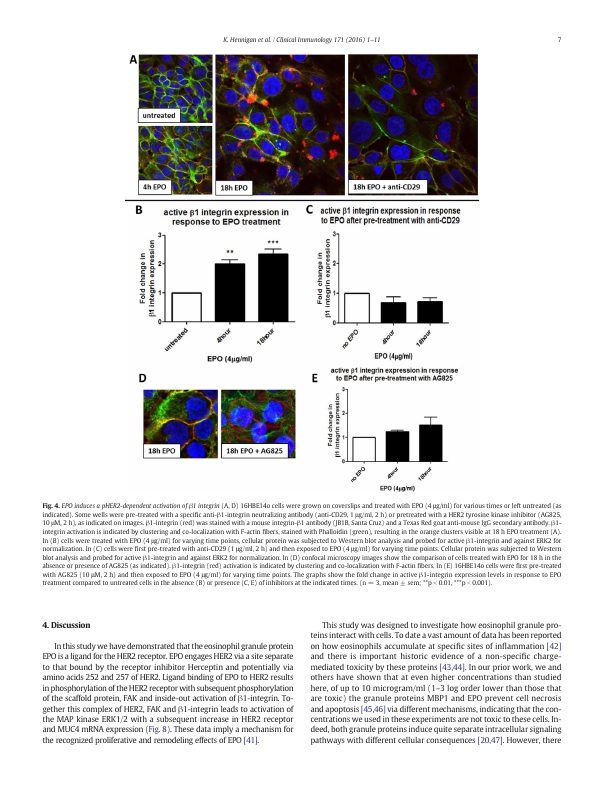 K. Hennigan et al. / Clinical Immunology 171 (2016) 1–11
7
A
untreated
4h EPO
18h EPO
18h EPO + anti-CD29
B
active β1 integrin expression in
response to EPO treatment
Fold change in
β1 integrin expression
3
2
1
0
**
***
untreated
4hour
18hour
EPO (4µg/ml)
C
active β1 integrin expression in response
to EPO after pre-treatment with anti-CD29
Fold change in
β1 integrin expression
3
2
1
0
no EPO
4hour
18hour
EPO (4µg/ml)
D
18h EPO
18h EPO + AG825
E
active β1 integrin expression in response
to EPO after pre-treatment with AG825
Fold change in
β1 integrin expression
3
2
1
0
no EPO
4hour
18hour
EPO (4µg/ml)
Fig. 4. EPO induces a pHER2-dependent activation of β1 integrin (A, D) 16HBE14o cells were grown on coverslips and treated with EPO (4 µg/ml) for various times or left untreated (as
indicated). Some wells were pre-treated with a specific anti-β1-integrin neutralizing antibody (anti-CD29, 1 µg/ml, 2 h) or pretreated with a HER2 tyrosine kinase inhibitor (AG825,
10 µM, 2 h), as indicated on images. β1-integrin (red) was stained with a mouse integrin-β1 antibody (JB1B, Santa Cruz) and a Texas Red goat anti-mouse IgG secondary antibody. β1-
integrin activation is indicated by clustering and co-localization with F-actin fibers, stained with Phalloidin (green), resulting in the orange clusters visible at 18 h EPO treatment (A).
In (B) cells were treated with EPO (4 µg/ml) for varying time points, cellular protein was subjected to Western blot analysis and probed for active β1-integrin and against ERK2 for
normalization. In (C) cells were first pre-treated with anti-CD29 (1 µg/ml, 2 h) and then exposed to EPO (4 µg/ml) for varying time points. Cellular protein was subjected to Western
blot analysis and probed for active β1-integrin and against ERK2 for normalization. In (D) confocal microscopy images show the comparison of cells treated with EPO for 18 h in the
absence or presence of AG825 (as indicated). β1-integrin (red) activation is indicated by clustering and co-localization with F-actin fibers. In (E) 16HBE14o cells were first pre-treated
with AG825 (10 µM, 2 h) and then exposed to EPO (4 µg/ml) for varying time points. The graphs show the fold change in active β1-integrin expression levels in response to EPO
treatment compared to untreated cells in the absence (B) or presence (C, E) of inhibitors at the indicated times. (n = 3, mean ± sem; **p < 0.01, ***p < 0.001).
4. Discussion
In this study we have demonstrated that the eosinophil granule protein
EPO is a ligand for the HER2 receptor. EPO engages HER2 via a site separate
to that bound by the receptor inhibitor Herceptin and potentially via
amino acids 252 and 257 of HER2. Ligand binding of EPO to HER2 results
in phosphorylation of the HER2 receptor with subsequent phosphorylation
of the scaffold protein, FAK and inside-out activation of β1-integrin. To-
gether this complex of HER2, FAK and β1-integrin leads to activation of
the MAP kinase ERK1/2 with a subsequent increase in HER2 receptor
and MUC4 mRNA expression (Fig. 8). These data imply a mechanism for
the recognized proliferative and remodeling effects of EPO [41].
This study was designed to investigate how eosinophil granule pro-
teins interact with cells. To date a vast amount of data has been reported
on how eosinophils accumulate at specific sites of inflammation [42]
and there is important historic evidence of a non-specific charge-
mediated toxicity by these proteins [43,44]. In our prior work, we and
others have shown that at even higher concentrations than studied
here, of up to 10 microgram/ml (1–3 log order lower than those that
are toxic) the granule proteins MBP1 and EPO prevent cell necrosis
and apoptosis [45,46] via different mechanisms, indicating that the con-
centrations we used in these experiments are not toxic to these cells. In-
deed, both granule proteins induce quite separate intracellular signaling
pathways with different cellular consequences [20,47]. However, there